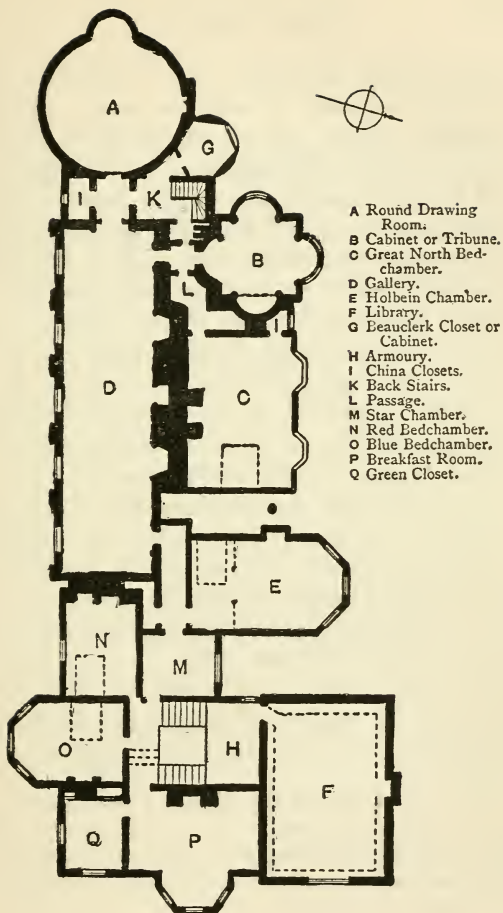 A
G
I
K
B
L
I
D
C
E
N
M
O
H
F
Q
P
A Round Drawing
Room.
B Cabinet or Tribune.
C Great North Bed-
chamber.
D Gallery.
E Holbein Chamber.
F Library.
G Beauclerk Closet or
Cabinet.
H Armoury.
I China Closets.
K Back Stairs.
L Passage.
M Star Chamber.
N Red Bedchamber.
O Blue Bedchamber.
P Breakfast Room.
Q Green Closet.